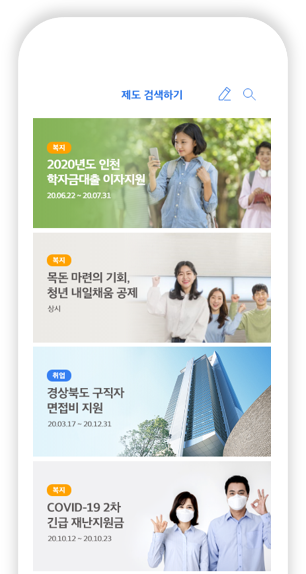 제도 검색하기
복지
2020년도 인천
학자금대출 이자지원
20.06.22 ~ 20.07.31
복지
목돈 마련의 기회,
청년 내일채움 공제
상시
취업
경상북도 구직자
면접비 지원
20.03.17 ~ 20.12.31
복지
COVID-19 2차
긴급 재난지원금
20.10.12 ~ 20.10.23